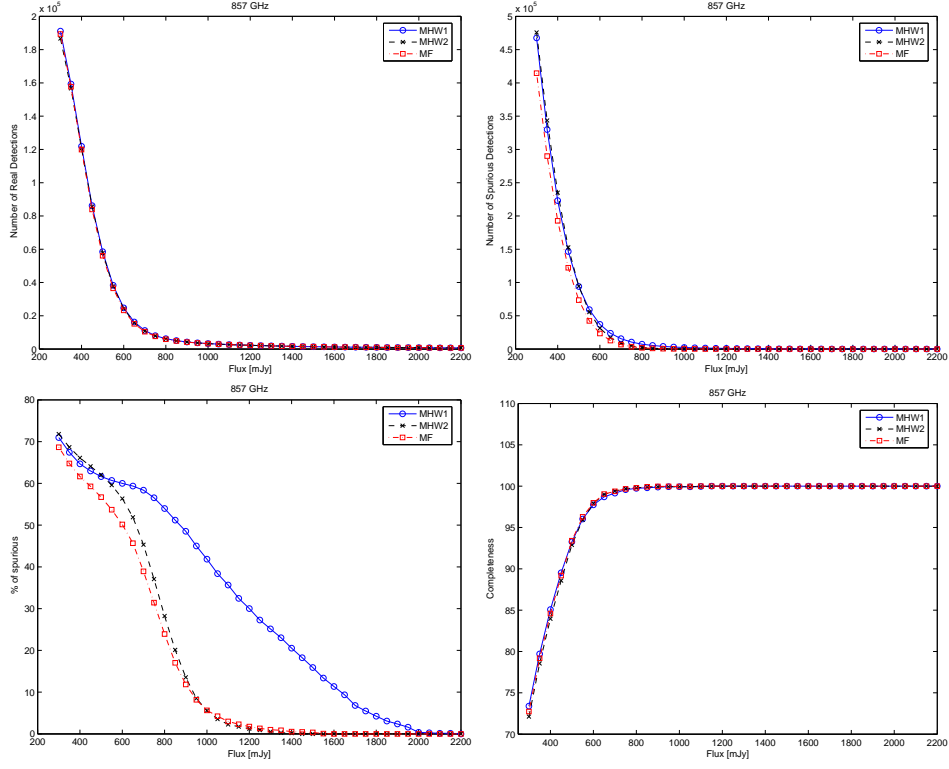 857 GHz
x 10^5
2
1.8
1.6
1.4
1.2
1
0.8
0.6
0.4
0.2
0
Number of Real Detections
200 400 600 800 1000 1200 1400 1600 1800 2000 2200
Flux [mJy]
MHW1
MHW2
MF
857 GHz
x 10^5
5
4.5
4
3.5
3
2.5
2
1.5
1
0.5
0
Number of Spurious Detections
200 400 600 800 1000 1200 1400 1600 1800 2000 2200
Flux [mJy]
MHW1
MHW2
MF
857 GHz
80
70
60
50
40
30
20
10
0
% of spurious
200 400 600 800 1000 1200 1400 1600 1800 2000 2200
Flux [mJy]
MHW1
MHW2
MF
857 GHz
110
105
100
95
90
85
80
75
70
Completeness
400 600 800 1000 1200 1400 1600 1800 2000 2200
Flux [mJy]
MHW1
MHW2
MF